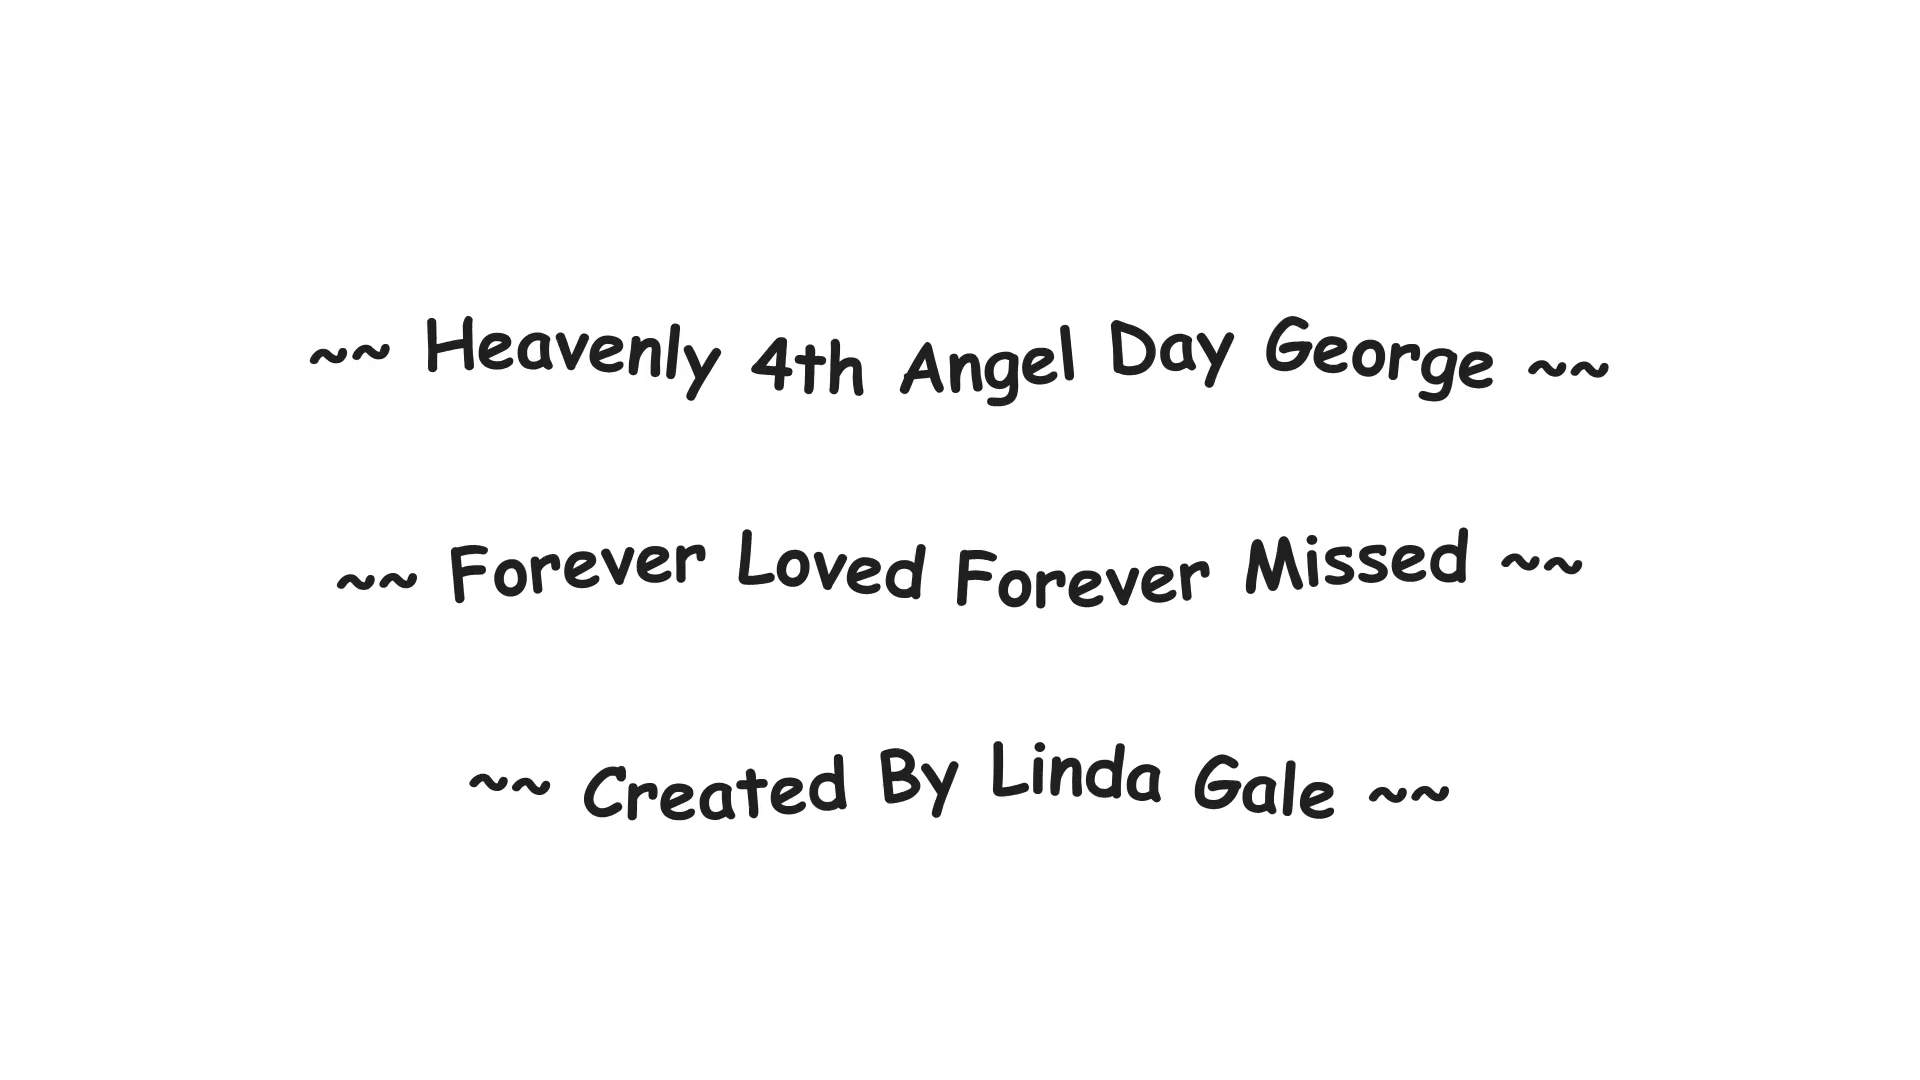 ~~ Heavenly 4th Angel Day George ~~
~~ Forever Loved Forever Missed ~~
~~ Created By Linda Gale ~~